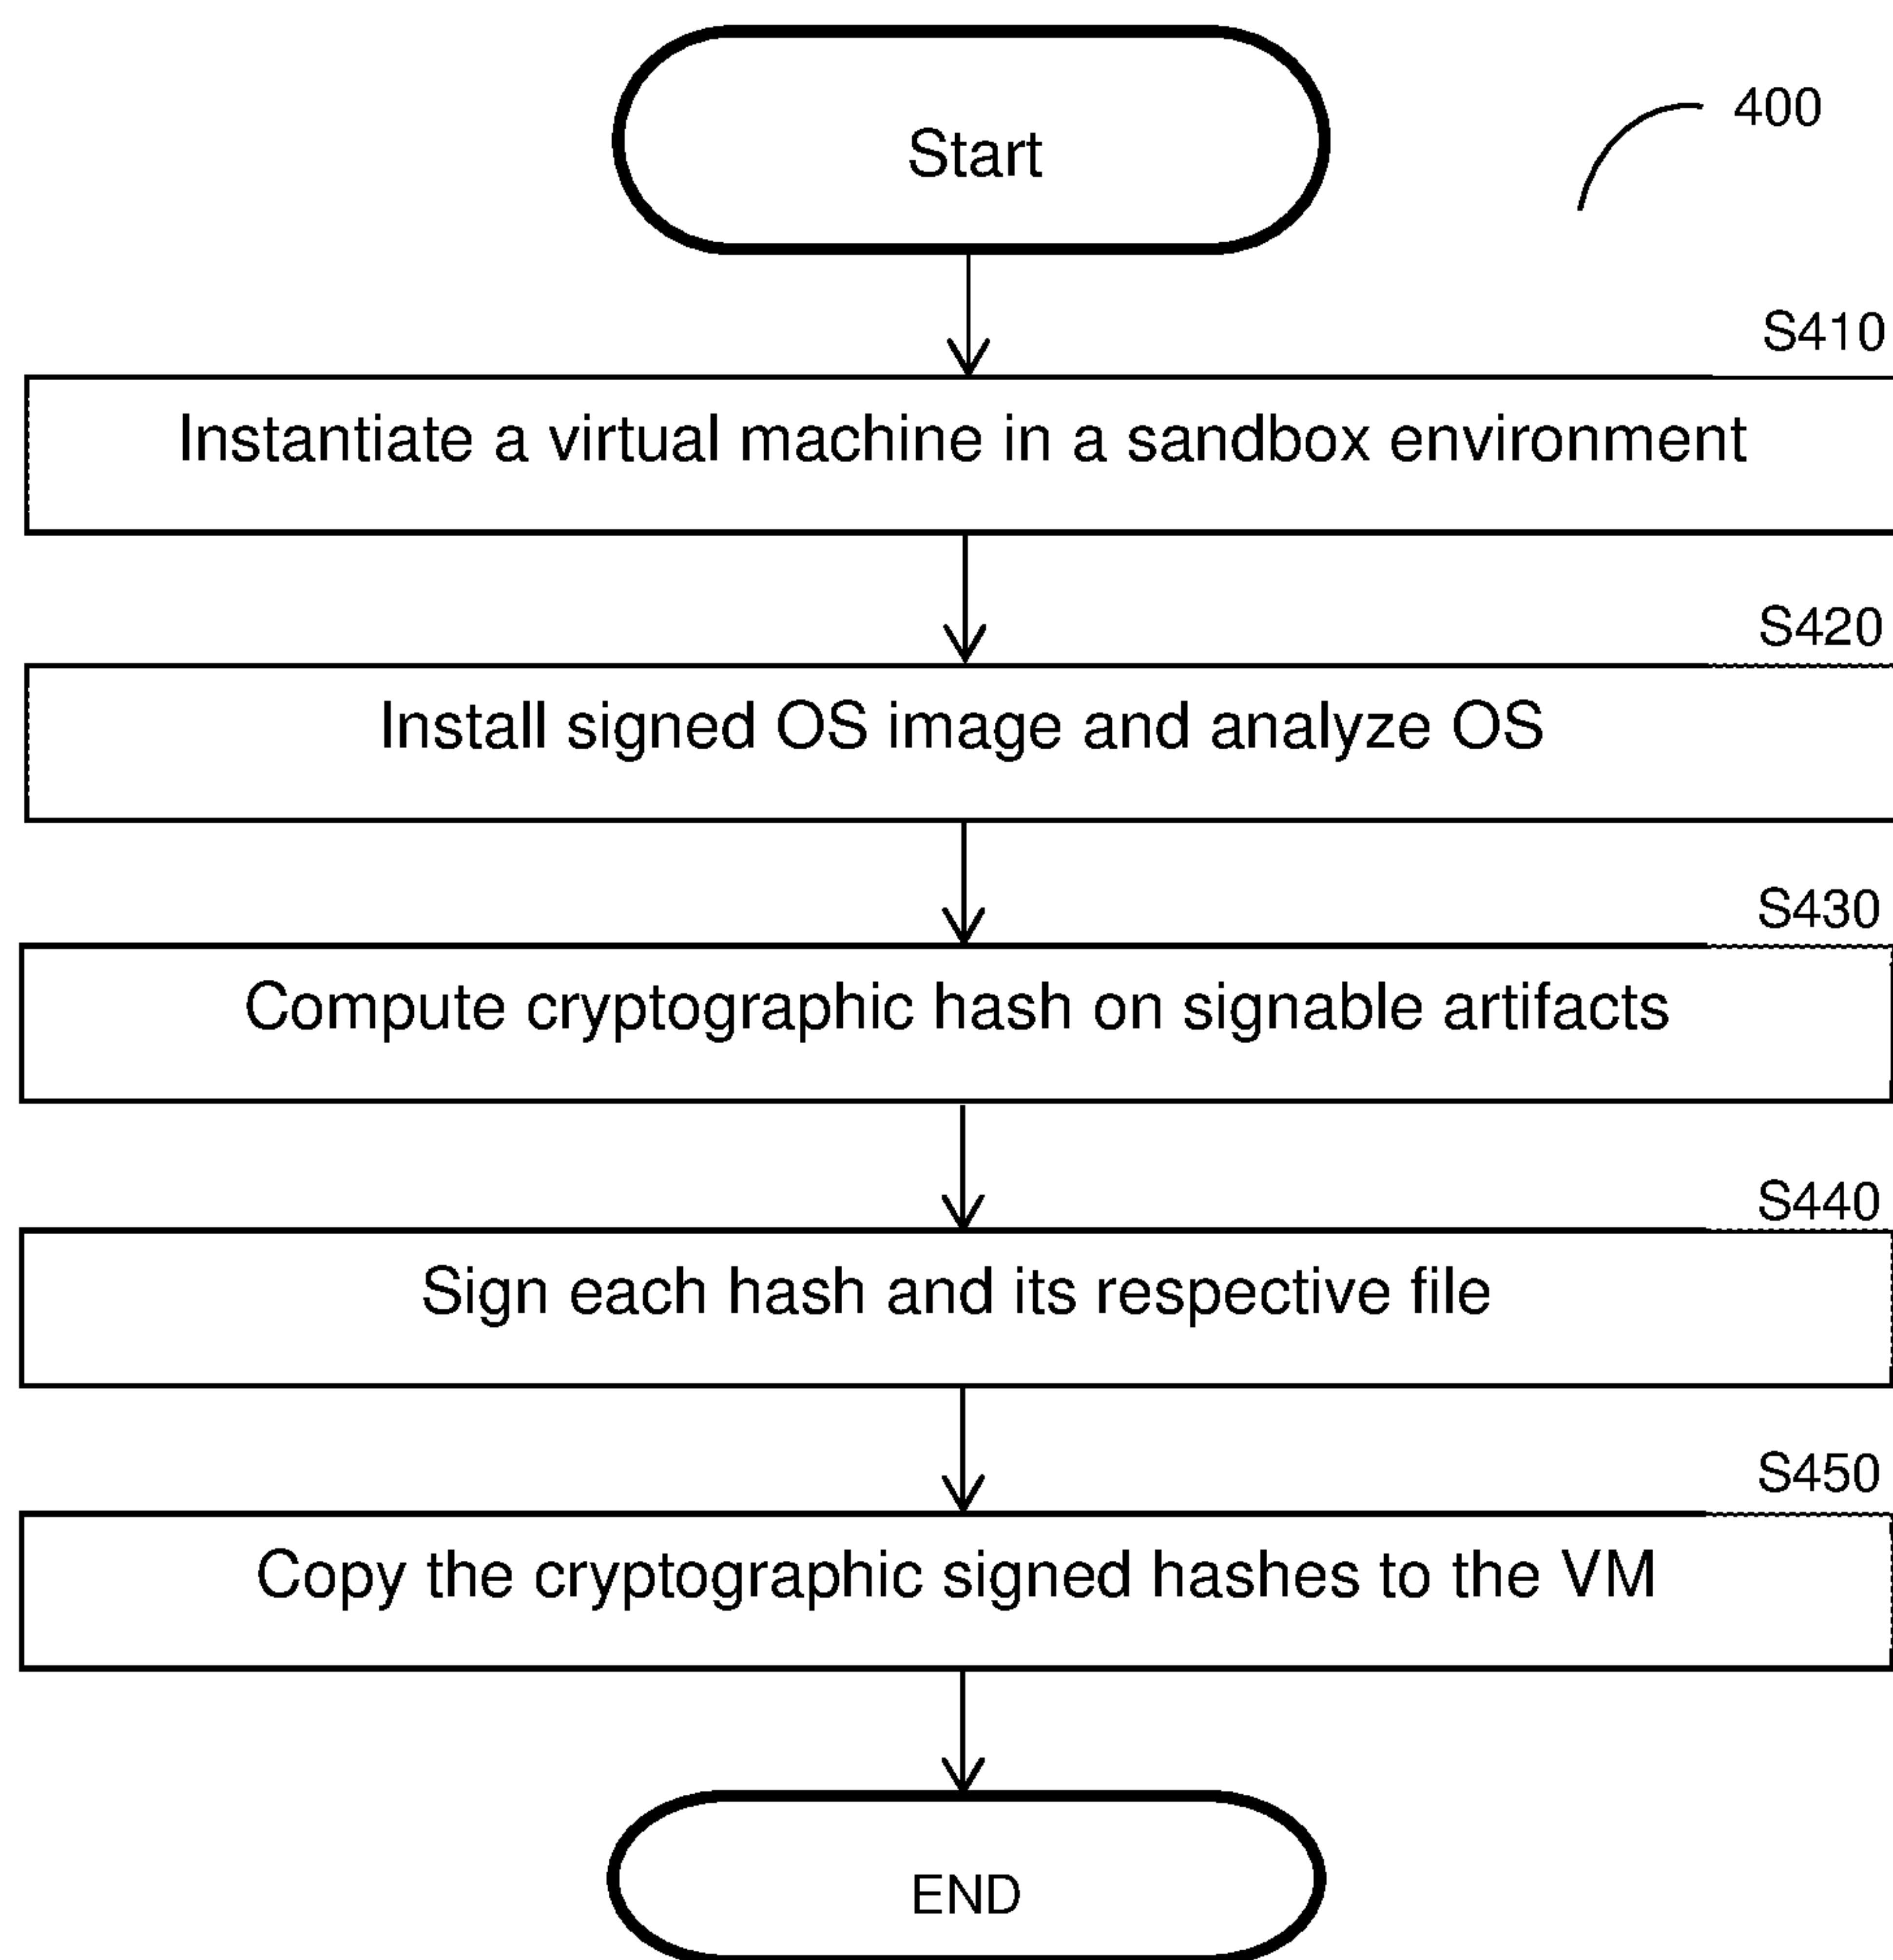 Start
400
S410
Instantiate a virtual machine in a sandbox environment
S420
Install signed OS image and analyze OS
S430
Compute cryptographic hash on signable artifacts
S440
Sign each hash and its respective file
S450
Copy the cryptographic signed hashes to the VM
END